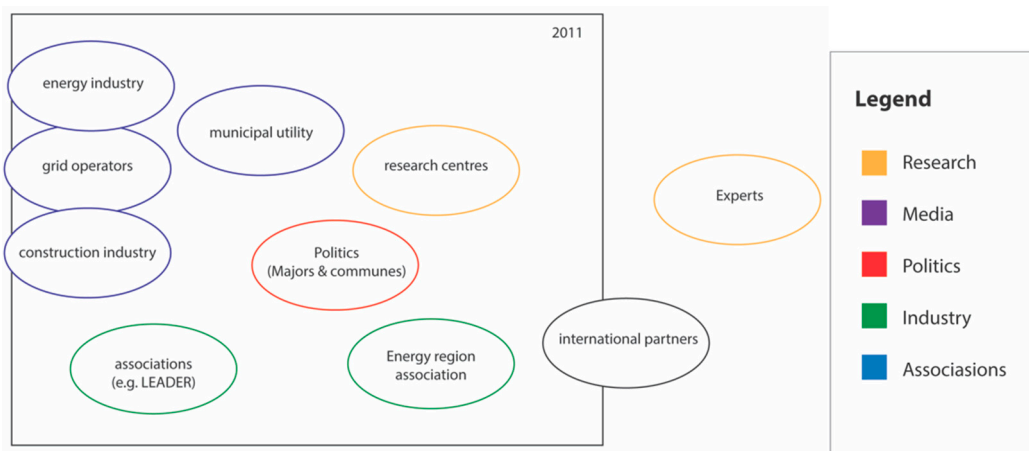 2011
energy industry
municipal utility
grid operators
research centres
Experts
construction industry
Politics
(Majors & communes)
international partners
associations
(e.g. LEADER)
Energy region
association
Legend
Research
Media
Politics
Industry
Associasions